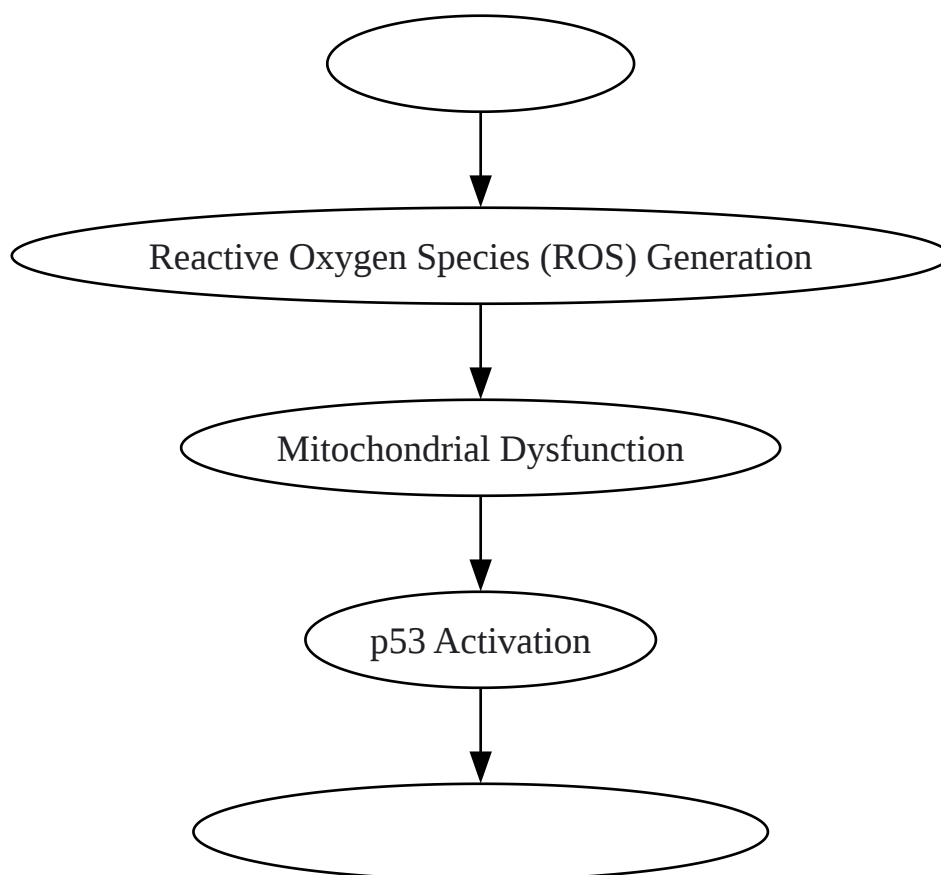 Reactive Oxygen Species (ROS) Generation
Mitochondrial Dysfunction
p53 Activation